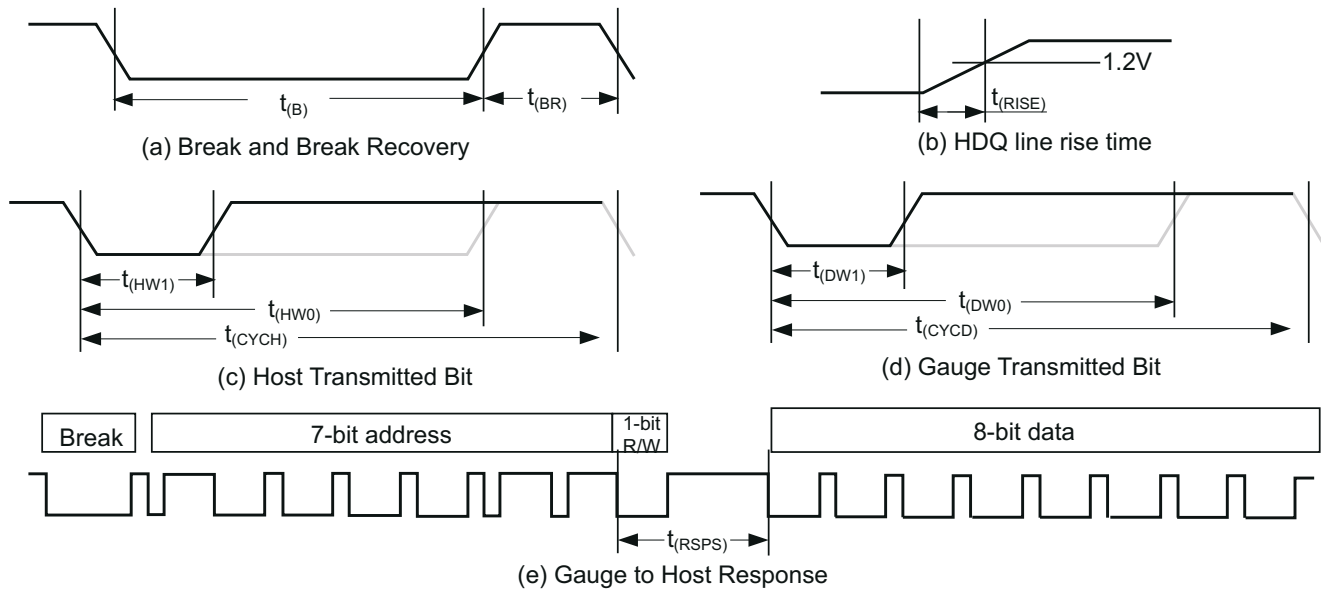 t(B)
t(BR)
(a) Break and Break Recovery
1.2V
t(RISE)
(b) HDQ line rise time
t(HW1)
t(HW0)
t(CYCH)
(c) Host Transmitted Bit
t(DW1)
t(DW0)
t(CYCD)
(d) Gauge Transmitted Bit
Break
7-bit address
1-bit
R/W
8-bit data
t(RSPS)
(e) Gauge to Host Response